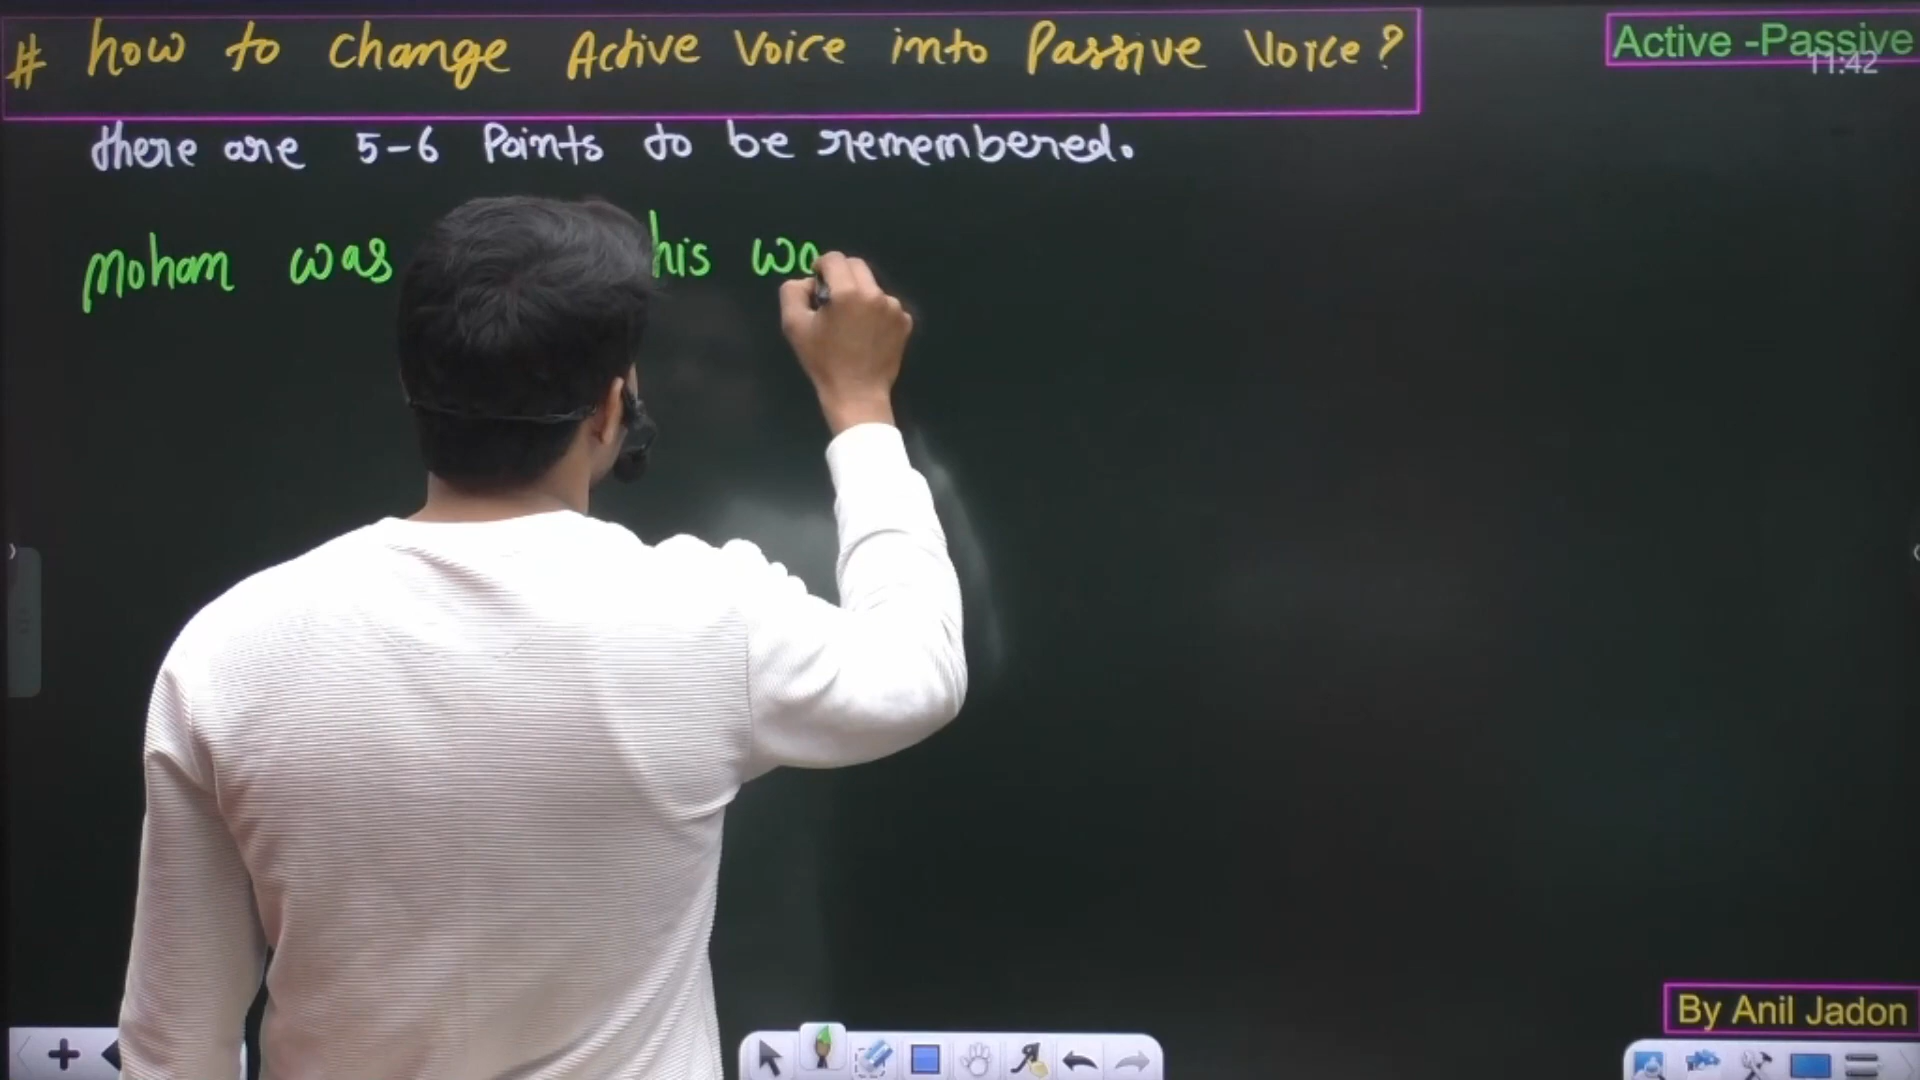 # how to change Active Voice into Passive Voice?
Active -Passive
11:42
there are 5-6 Points to be remembered.
Mohan was his wo
By Anil Jadon